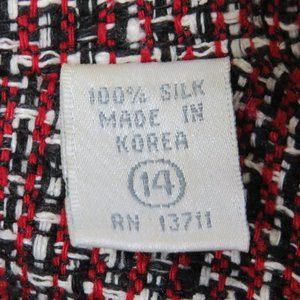 100% SILK
MADE IN
KOREA
14
RN 13711